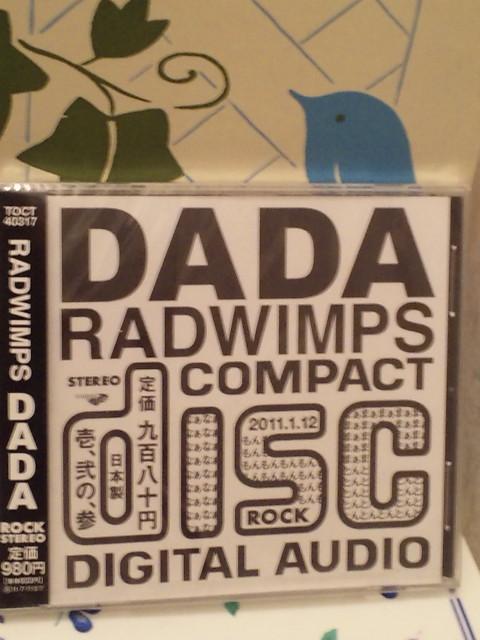 TOCT
40317
RADWIMPS DADA
ROCK
STEREO
定価
980円
DADA
RADWIMPS
COMPACT
STEREO
定価 九百八十円
壱、弐の、参
日本製
disc
2011.1.12
ROCK
DIGITAL AUDIO